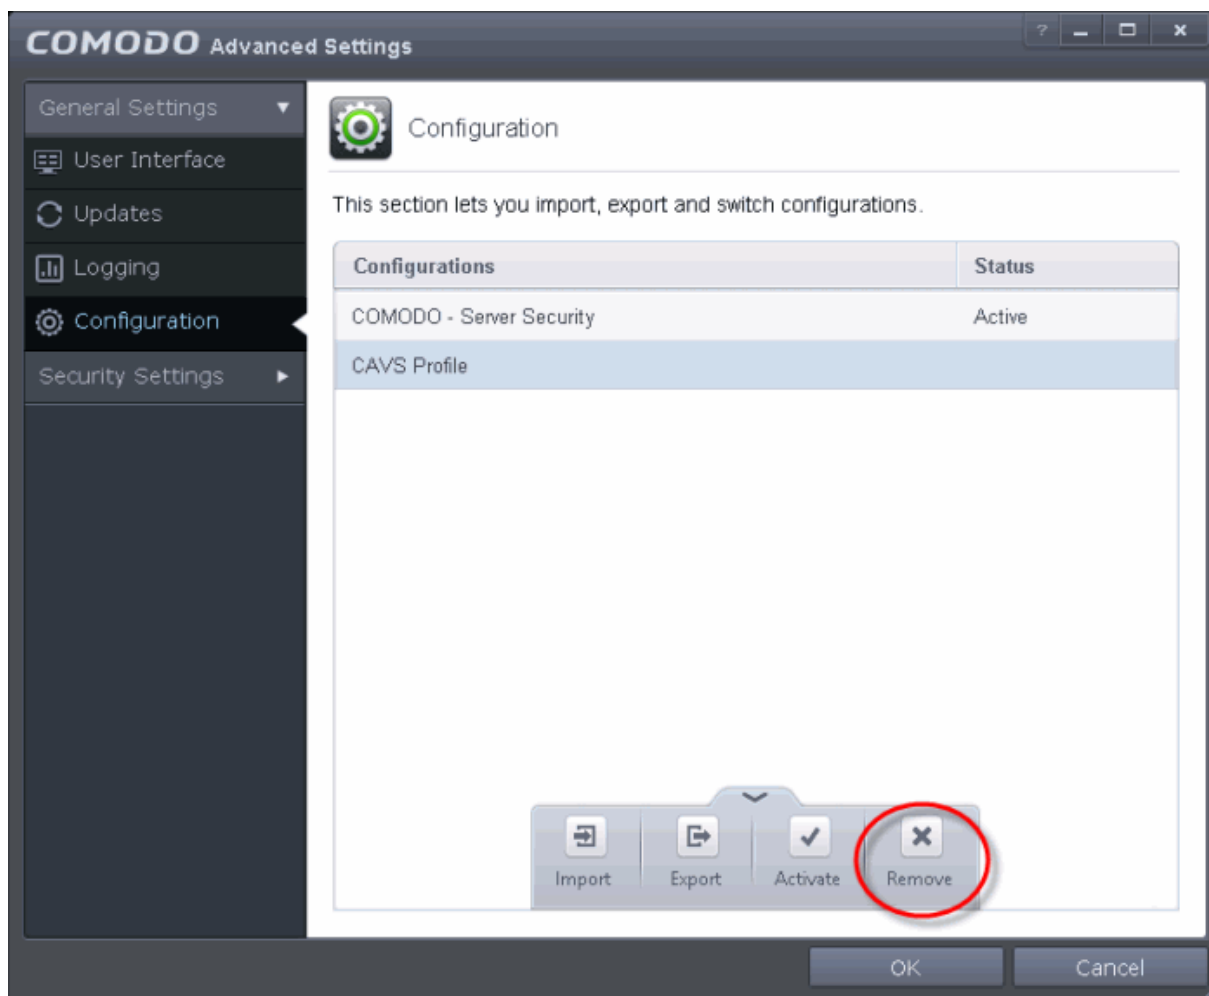 COMODO Advanced Settings
?
General Settings
User Interface
Updates
Logging
Configuration
Security Settings
Configuration
This section lets you import, export and switch configurations.
Configurations Status
COMODO - Server Security Active
CAVS Profile
Import Export Activate Remove
OK Cancel